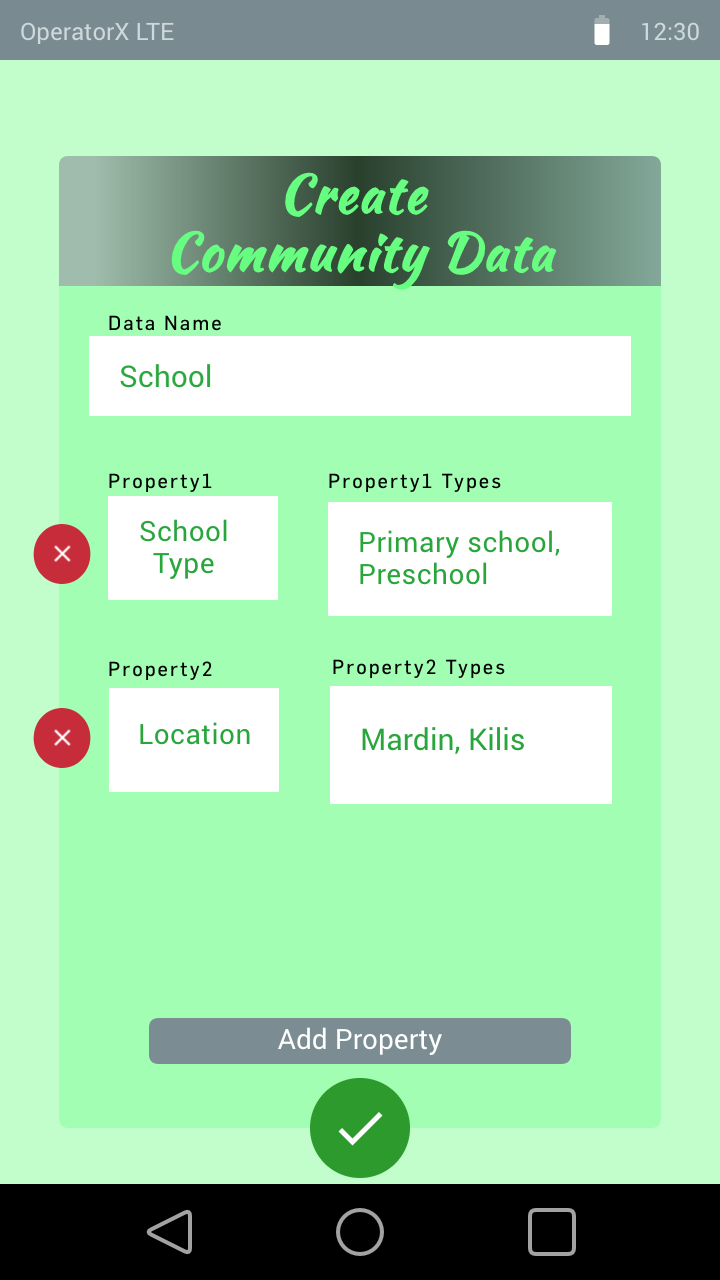 OperatorX LTE
12:30
Create
Community Data
Data Name
School
Property1
Property1 Types
School
Type
Primary school,
Preschool
Property2
Property2 Types
Location
Mardin, Kilis
Add Property